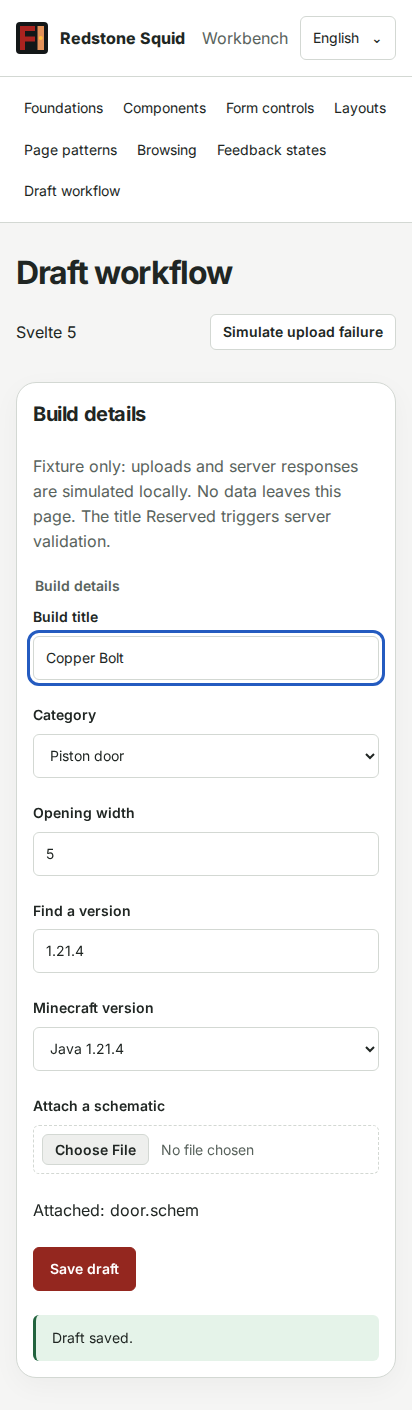 FI Redstone Squid Workbench English
Foundations Components Form controls Layouts
Page patterns Browsing Feedback states
Draft workflow
Draft workflow
Svelte 5 Simulate upload failure
Build details
Fixture only: uploads and server responses
are simulated locally. No data leaves this
page. The title Reserved triggers server
validation.
Build details
Build title
Copper Bolt
Category
Piston door
Opening width
5
Find a version
1.21.4
Minecraft version
Java 1.21.4
Attach a schematic
Choose File No file chosen
Attached: door.schem
Save draft
Draft saved.